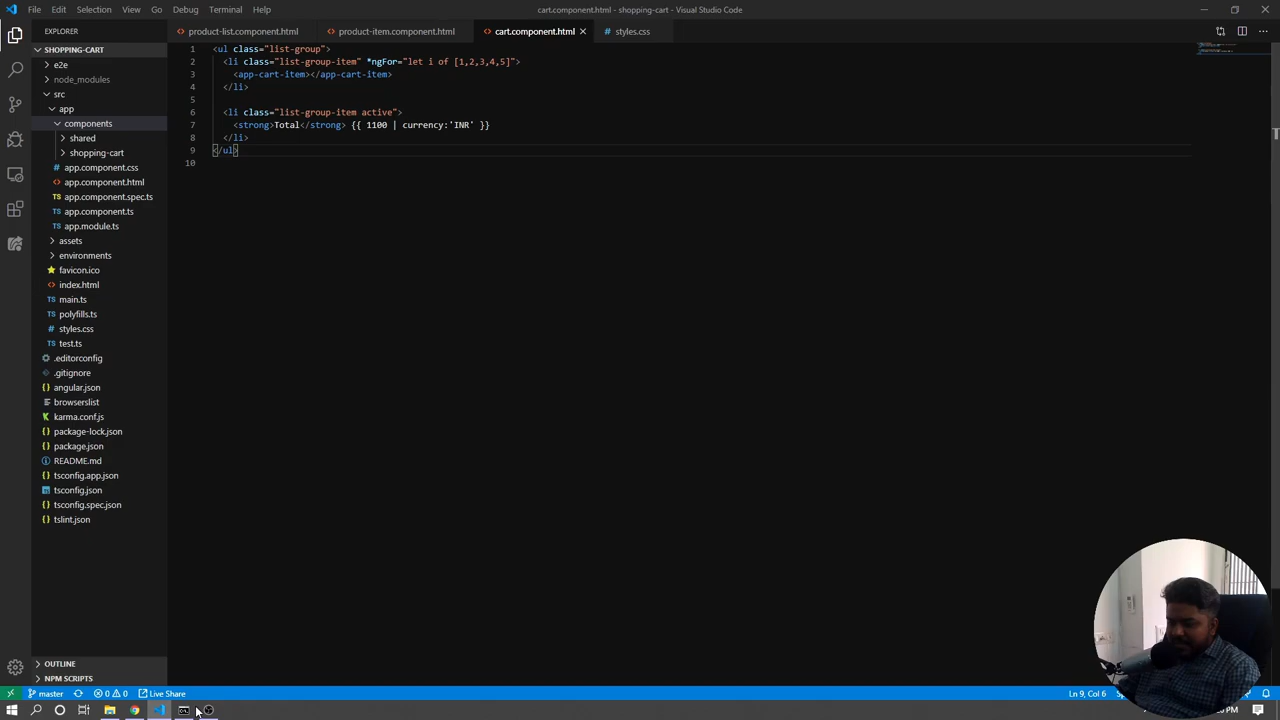 File Edit Selection View Go Debug Terminal Help
cart.component.html - shopping-cart - Visual Studio Code
EXPLORER
product-list.component.html
product-item.component.html
cart.component.html
styles.css
SHOPPING-CART
e2e
node_modules
src
app
components
shared
shopping-cart
app.component.css
app.component.html
TS app.component.spec.ts
TS app.component.ts
TS app.module.ts
assets
environments
favicon.ico
index.html
TS main.ts
TS polyfills.ts
styles.css
TS test.ts
.editorconfig
.gitignore
angular.json
browserslist
karma.conf.js
package-lock.json
package.json
README.md
tsconfig.app.json
tsconfig.json
tsconfig.spec.json
tslint.json
OUTLINE
NPM SCRIPTS
1 <ul class="list-group">
2 <li class="list-group-item" *ngFor="let i of [1,2,3,4,5]">
3 <app-cart-item></app-cart-item>
4 </li>
5
6 <li class="list-group-item active">
7 <strong>Total</strong> {{ 1100 | currency:'INR' }}
8 </li>
9 </ul>
10
master
0 0
Live Share
Ln 9, Col 6